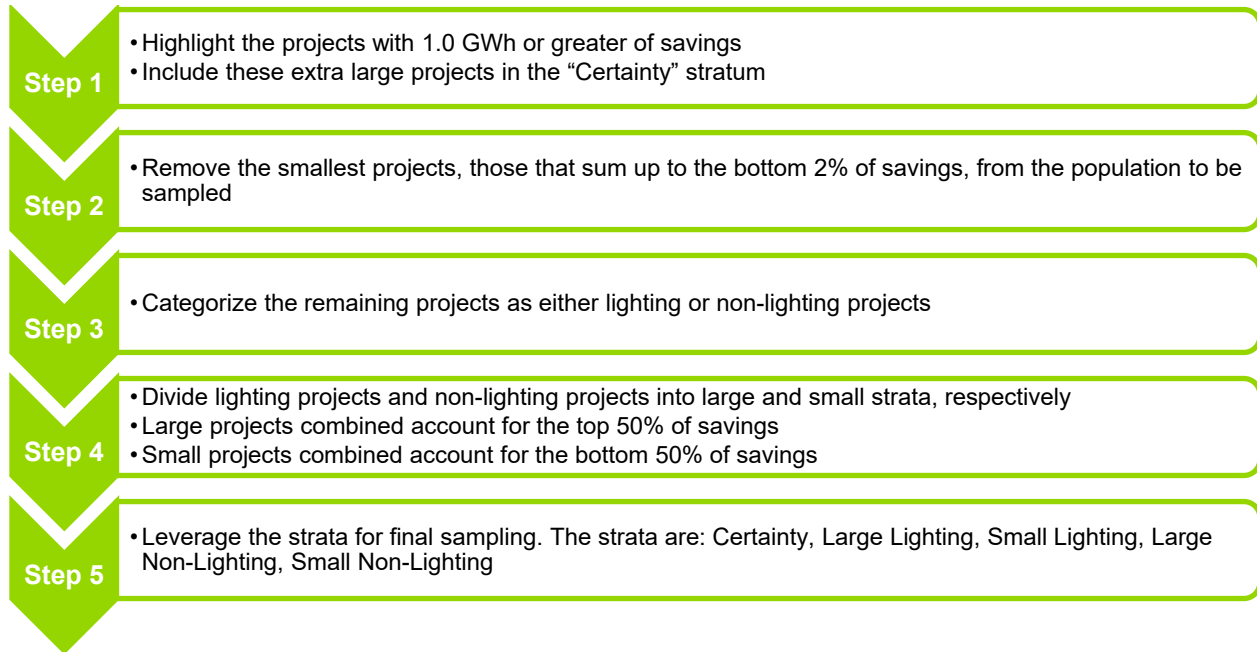 Step 1
•Highlight the projects with 1.0 GWh or greater of savings
•Include these extra large projects in the “Certainty” stratum
Step 2
•Remove the smallest projects, those that sum up to the bottom 2% of savings, from the population to be
sampled
Step 3
•Categorize the remaining projects as either lighting or non-lighting projects
Step 4
•Divide lighting projects and non-lighting projects into large and small strata, respectively
•Large projects combined account for the top 50% of savings
•Small projects combined account for the bottom 50% of savings
Step 5
•Leverage the strata for final sampling. The strata are: Certainty, Large Lighting, Small Lighting, Large
Non-Lighting, Small Non-Lighting